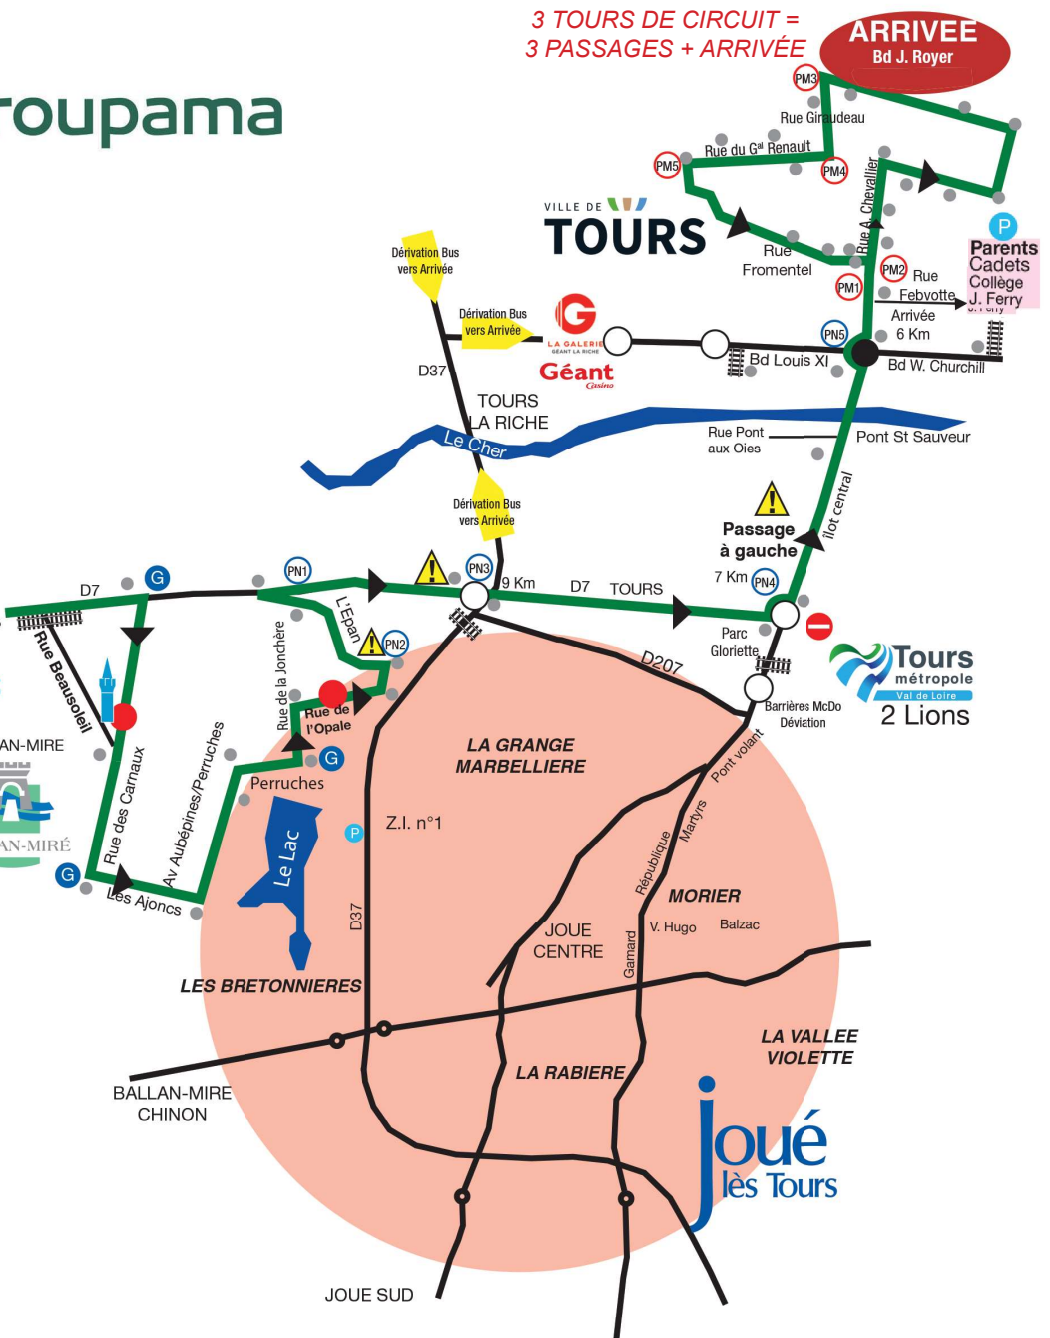 3 TOURS DE CIRCUIT =
3 PASSAGES + ARRIVÉE
ARRIVEE
Bd J. Royer
roupama
PM3
Rue Giraudeau
Rue du Gal Renault
PM5
PM4
Rue A. Chevallier
VILLE DE
TOURS
Rue
Fromentel
PM1
PM2
Rue
Febvotte
P
Parents
Cadets
Collège
J. Ferry
Arrivée
6 Km
Dérivation Bus
vers Arrivée
Dérivation Bus
vers Arrivée
G
LA GALERIE
GÉANT LA RICHE
Géant
Casino
PN5
Bd Louis XI
Bd W. Churchill
D37
TOURS
LA RICHE
Le Cher
Rue Pont
aux Oies
Pont St Sauveur
Dérivation Bus
vers Arrivée
îlot central
Passage
à gauche
D7
G
PN1
PN3
9 Km
D7
TOURS
7 Km
PN4
Rue Beausoleil
L'Epan
PN2
Rue de la Jonchère
Parc
Gloriette
D207
Tours
métropole
Val de Loire
2 Lions
Rue de
l'Opale
Barrières McDo
Déviction
AN-MIRE
Rue des Carnaux
Av Aubépines/Perruches
G
Perruches
LA GRANGE
MARBELLIERE
Pont volant
AN-MIRÉ
G
Les Ajoncs
Le Lac
P
Z.I. n°1
Martyrs
République
MORIER
V. Hugo
Balzac
D37
JOUE
CENTRE
Gamard
LES BRETONNIERES
LA VALLEE
VIOLETTE
LA RABIERE
BALLAN-MIRE
CHINON
joué
lès Tours
JOUE SUD